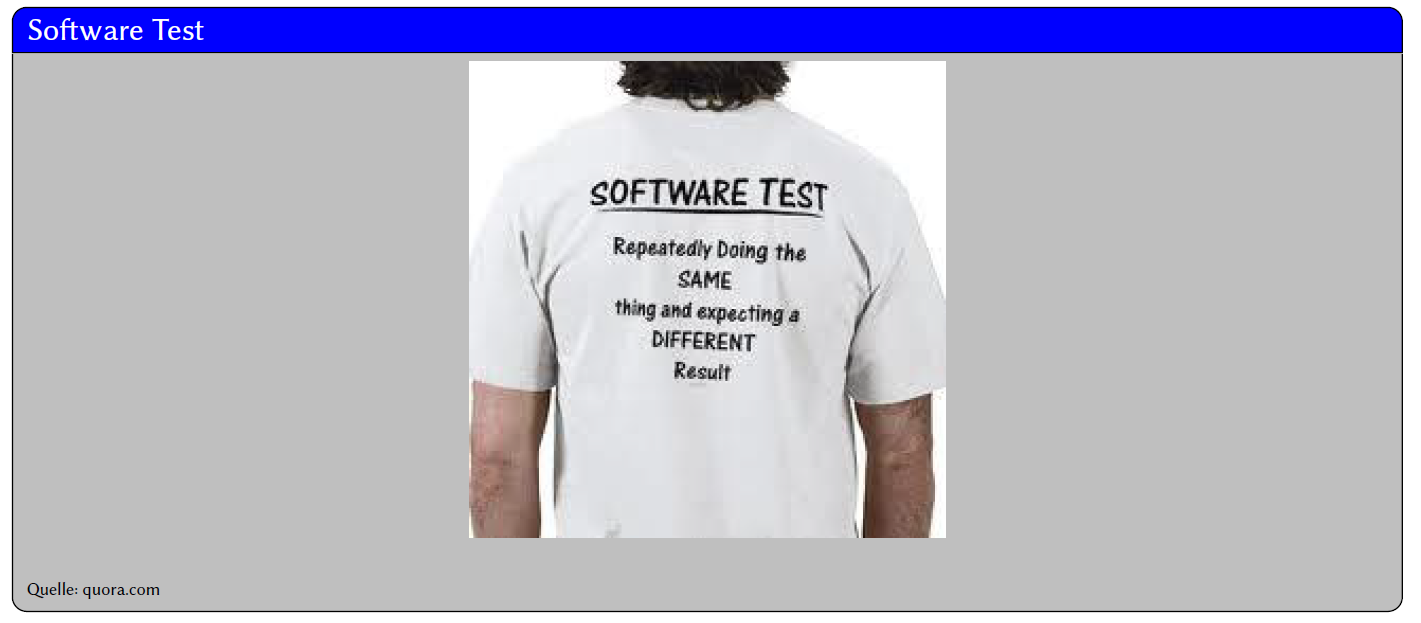 Software Test
SOFTWARE TEST
Repeatedly Doing the
SAME
thing and expecting a
DIFFERENT
Result
Quelle: quora.com